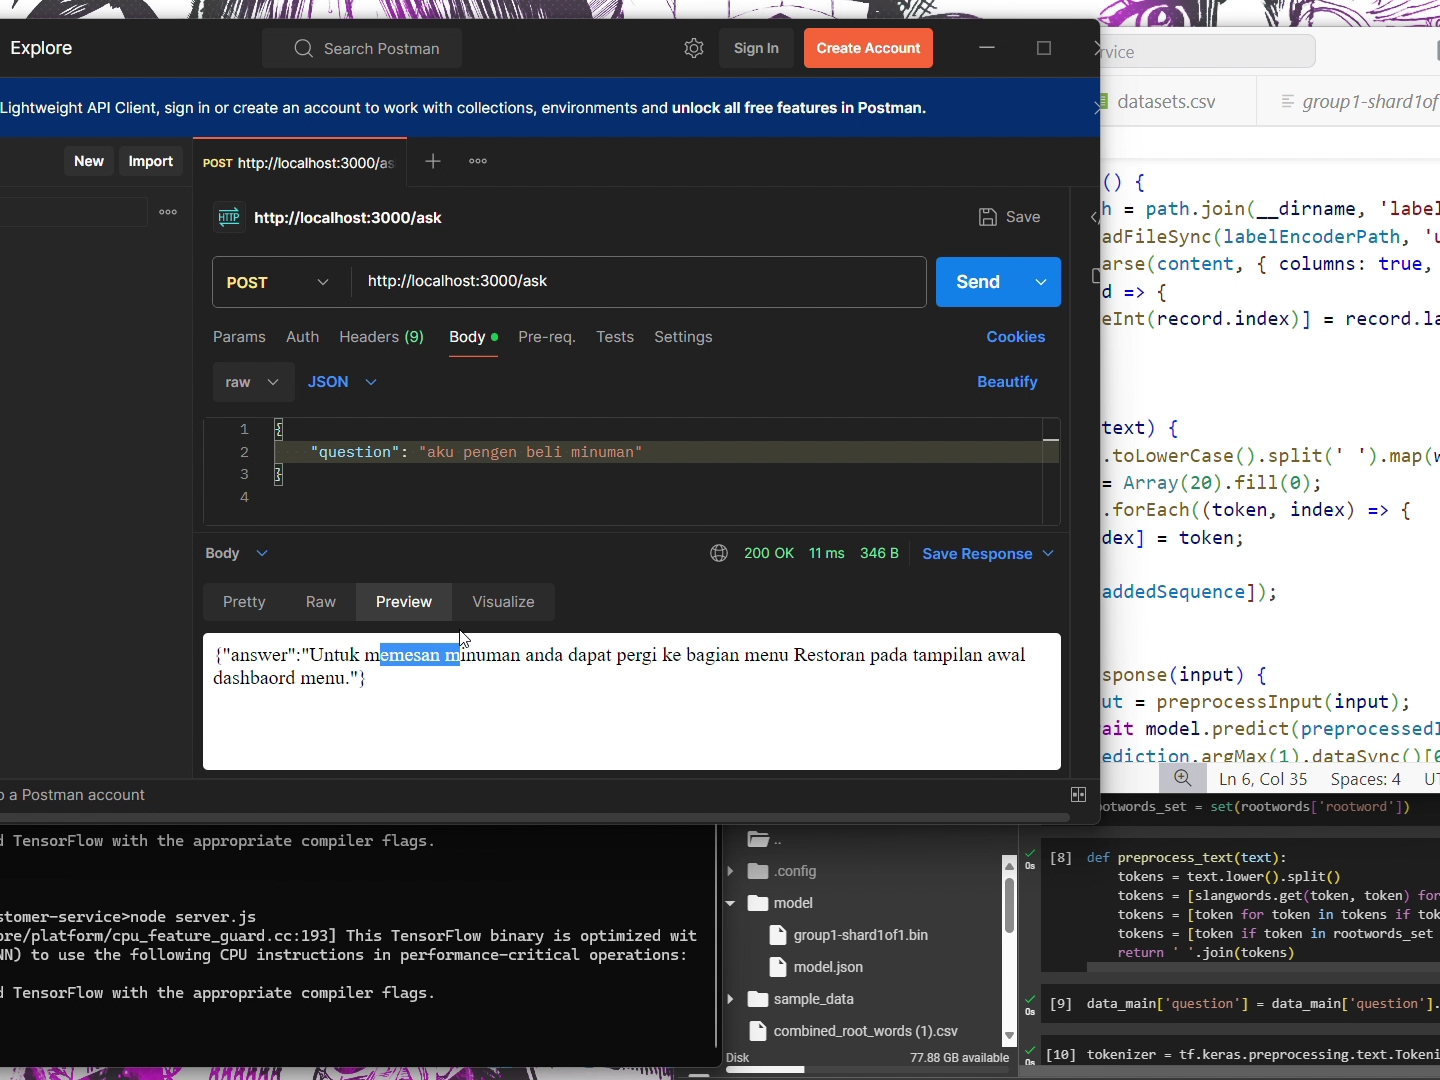 Explore
Search Postman
Sign In
Create Account
Lightweight API Client, sign in or create an account to work with collections, environments and unlock all free features in Postman.
New
Import
POST http://localhost:3000/as
HTTP
http://localhost:3000/ask
Save
POST
http://localhost:3000/ask
Send
Params
Auth
Headers (9)
Body
Pre-req.
Tests
Settings
Cookies
raw
JSON
Beautify
1 {
2 "question": "aku pengen beli minuman"
3 }
4
Body
200 OK
11 ms
346 B
Save Response
Pretty
Raw
Preview
Visualize
{"answer":"Untuk memesan minuman anda dapat pergi ke bagian menu Restoran pada tampilan awal
dashbaord menu."}
a Postman account
rvice
datasets.csv
group1-shard1of
() {
h = path.join(__dirname, 'label
adFileSync(labelEncoderPath, 'u
arse(content, { columns: true,
d => {
eInt(record.index)] = record.la
text) {
.toLowerCase().split(' ').map(w
= Array(20).fill(0);
.forEach((token, index) => {
dex] = token;
addedSequence]);
sponse(input) {
ut = preprocessInput(input);
ait model.predict(preprocessedI
ediction.argMax(1).dataSync()[0
Ln 6, Col 35
Spaces: 4
UT
otwords_set = set(rootwords['rootword'])
d TensorFlow with the appropriate compiler flags.
stomer-service>node server.js
ore/platform/cpu_feature_guard.cc:193] This TensorFlow binary is optimized wit
NN) to use the following CPU instructions in performance-critical operations:
d TensorFlow with the appropriate compiler flags.
..
.config
model
group1-shard1of1.bin
model.json
sample_data
combined_root_words (1).csv
Disk
77.88 GB available
0s
[8] def preprocess_text(text):
tokens = text.lower().split()
tokens = [slangwords.get(token, token) for
tokens = [token for token in tokens if tok
tokens = [token if token in rootwords_set
return ' '.join(tokens)
0s
[9] data_main['question'] = data_main['question'].
0s
[10] tokenizer = tf.keras.preprocessing.text.Tokeni